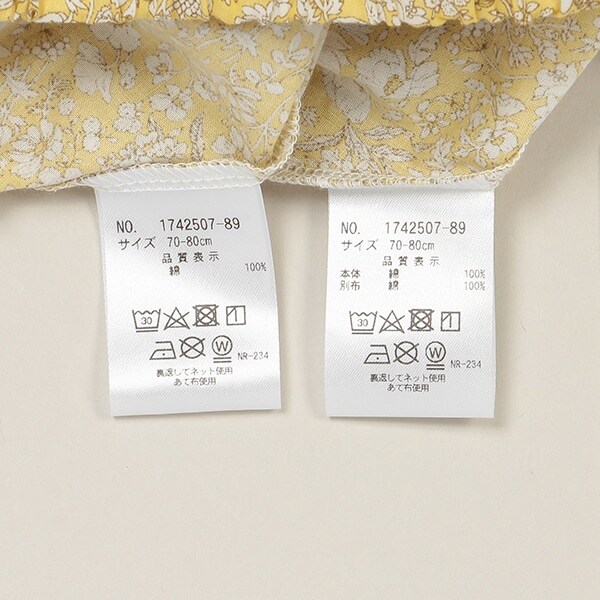 NO. 1742507-89
サイズ 70-80cm
品質表示
綿 100%
30
W
NR-234
裏返してネット使用
あて布使用
NO. 1742507-89
サイズ 70-80cm
品質表示
本体 綿 100%
別布 綿 100%
30
W
NR-234
裏返してネット使用
あて布使用